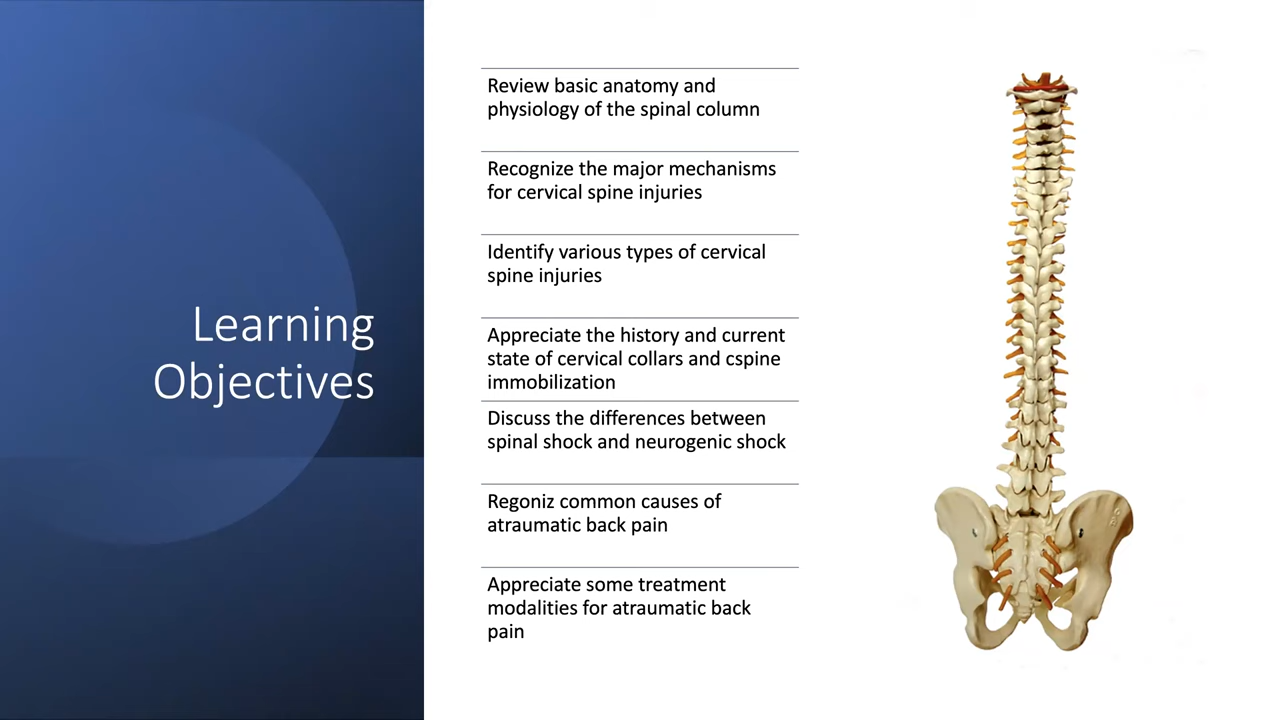 Learning
Objectives
Review basic anatomy and
physiology of the spinal column
Recognize the major mechanisms
for cervical spine injuries
Identify various types of cervical
spine injuries
Appreciate the history and current
state of cervical collars and cspine
immobilization
Discuss the differences between
spinal shock and neurogenic shock
Regoniz common causes of
atraumatic back pain
Appreciate some treatment
modalities for atraumatic back
pain